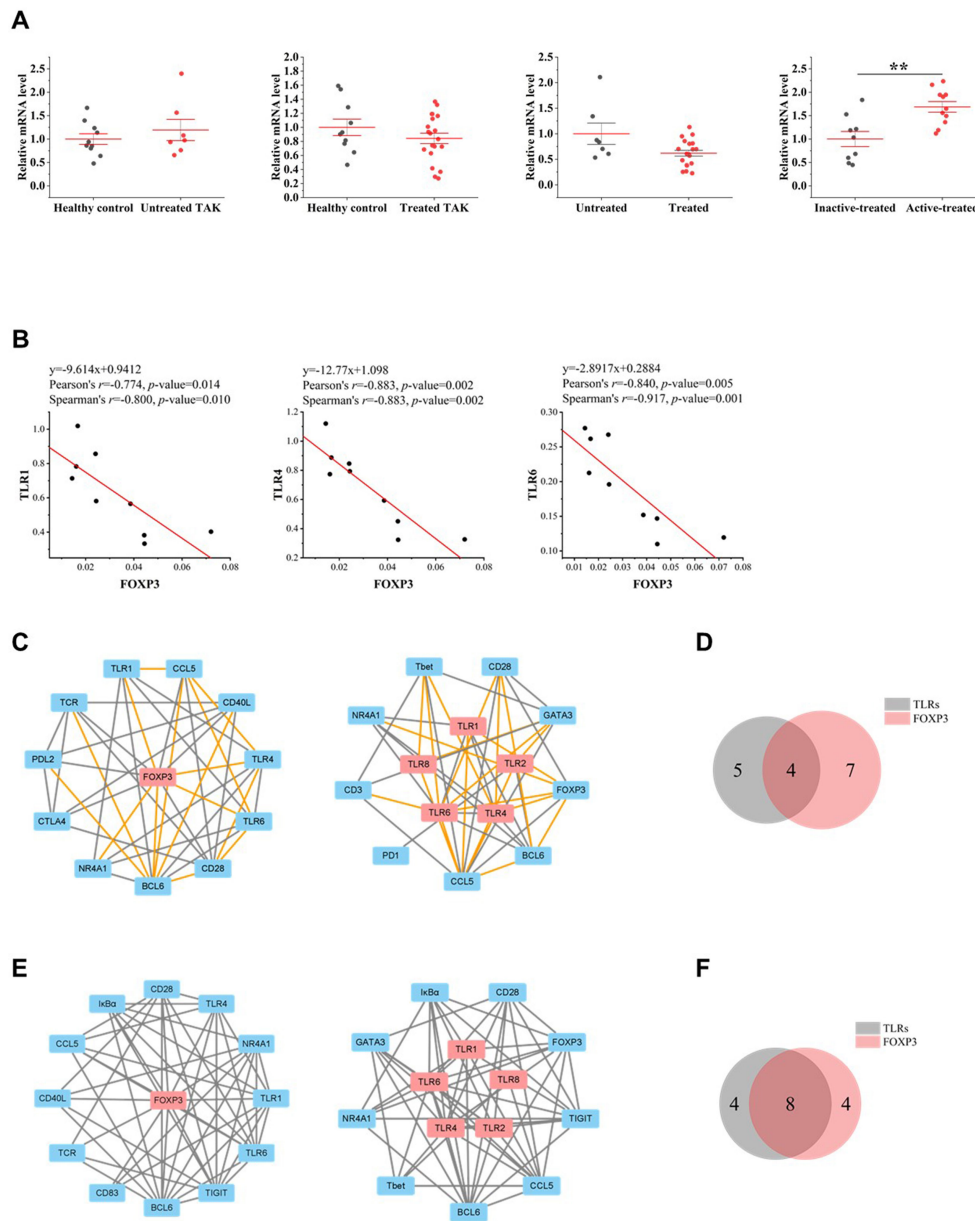 A
Relative mRNA level
2.5
2.0
1.5
1.0
0.5
0.0
Healthy control Untreated TAK
Relative mRNA level
2.0
1.8
1.6
1.4
1.2
1.0
0.8
0.6
0.4
0.2
0.0
Healthy control Treated TAK
Relative mRNA level
2.5
2.0
1.5
1.0
0.5
0.0
Untreated Treated
Relative mRNA level
2.5
2.0
1.5
1.0
0.5
0.0
**
Inactive-treated Active-treated
B
y=-9.614x+0.9412
Pearson's r=-0.774, p-value=0.014
Spearman's r=-0.800, p-value=0.010
TLR1
1.0
0.8
0.6
0.4
0.02 0.04 0.06 0.08
FOXP3
y=-12.77x+1.098
Pearson's r=-0.883, p-value=0.002
Spearman's r=-0.883, p-value=0.002
TLR4
1.2
1.0
0.8
0.6
0.4
0.2
0.02 0.04 0.06 0.08
FOXP3
y=-2.8917x+0.2884
Pearson's r=-0.840, p-value=0.005
Spearman's r=-0.917, p-value=0.001
TLR6
0.30
0.25
0.20
0.15
0.10
0.01 0.02 0.03 0.04 0.05 0.06 0.07 0.08
FOXP3
C
TLR1 CCL5
TCR CD40L
PDL2 TLR4
FOXP3
CTLA4 TLR6
NR4A1 CD28
BCL6
Tbet CD28
NR4A1 TLR1 GATA3
TLR8 TLR2
CD3 FOXP3
TLR6 TLR4
PD1 BCL6
CCL5
D
TLRs
FOXP3
5 4 7
E
CD28
IκBα TLR4
CCL5 NR4A1
CD40L FOXP3 TLR1
TCR TLR6
CD83 TIGIT
BCL6
IκBα CD28
GATA3 TLR1 FOXP3
TLR6 TLR8
NR4A1 TIGIT
TLR4 TLR2
Tbet CCL5
BCL6
F
TLRs
FOXP3
4 8 4